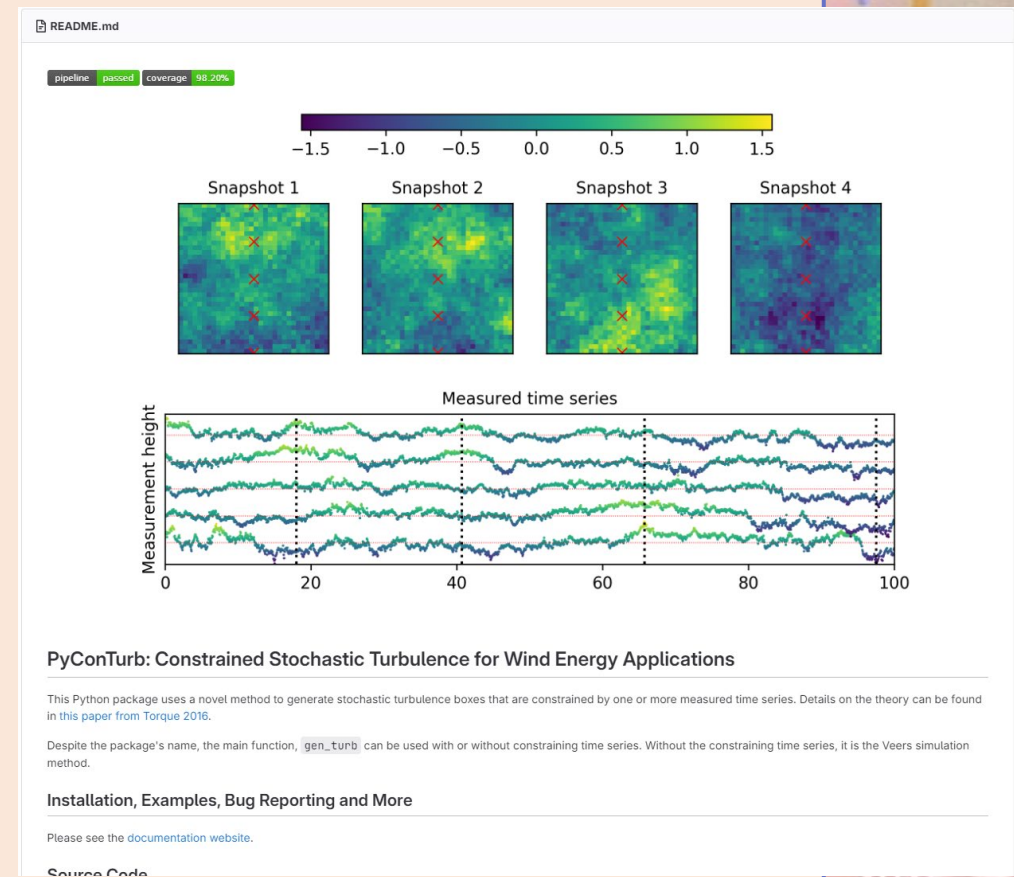 README.md
pipeline passed coverage 98.20%
−1.5 −1.0 −0.5 0.0 0.5 1.0 1.5
Snapshot 1 Snapshot 2 Snapshot 3 Snapshot 4
Measured time series
Measurement height
0 20 40 60 80 100
PyConTurb: Constrained Stochastic Turbulence for Wind Energy Applications
This Python package uses a novel method to generate stochastic turbulence boxes that are constrained by one or more measured time series. Details on the theory can be found
in this paper from Torque 2016.
Despite the package's name, the main function, gen_turb can be used with or without constraining time series. Without the constraining time series, it is the Veers simulation
method.
Installation, Examples, Bug Reporting and More
Please see the documentation website.
Source Code